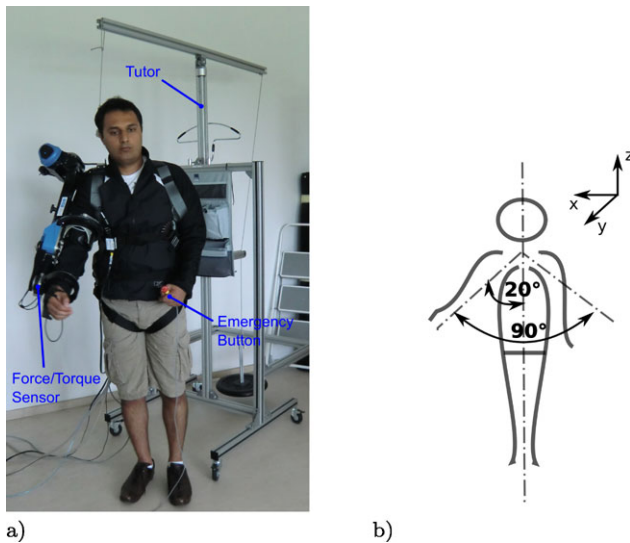 Tutor
Emergency
Button
Force/Torque
Sensor
a)
z
x
y
20°
90°
b)